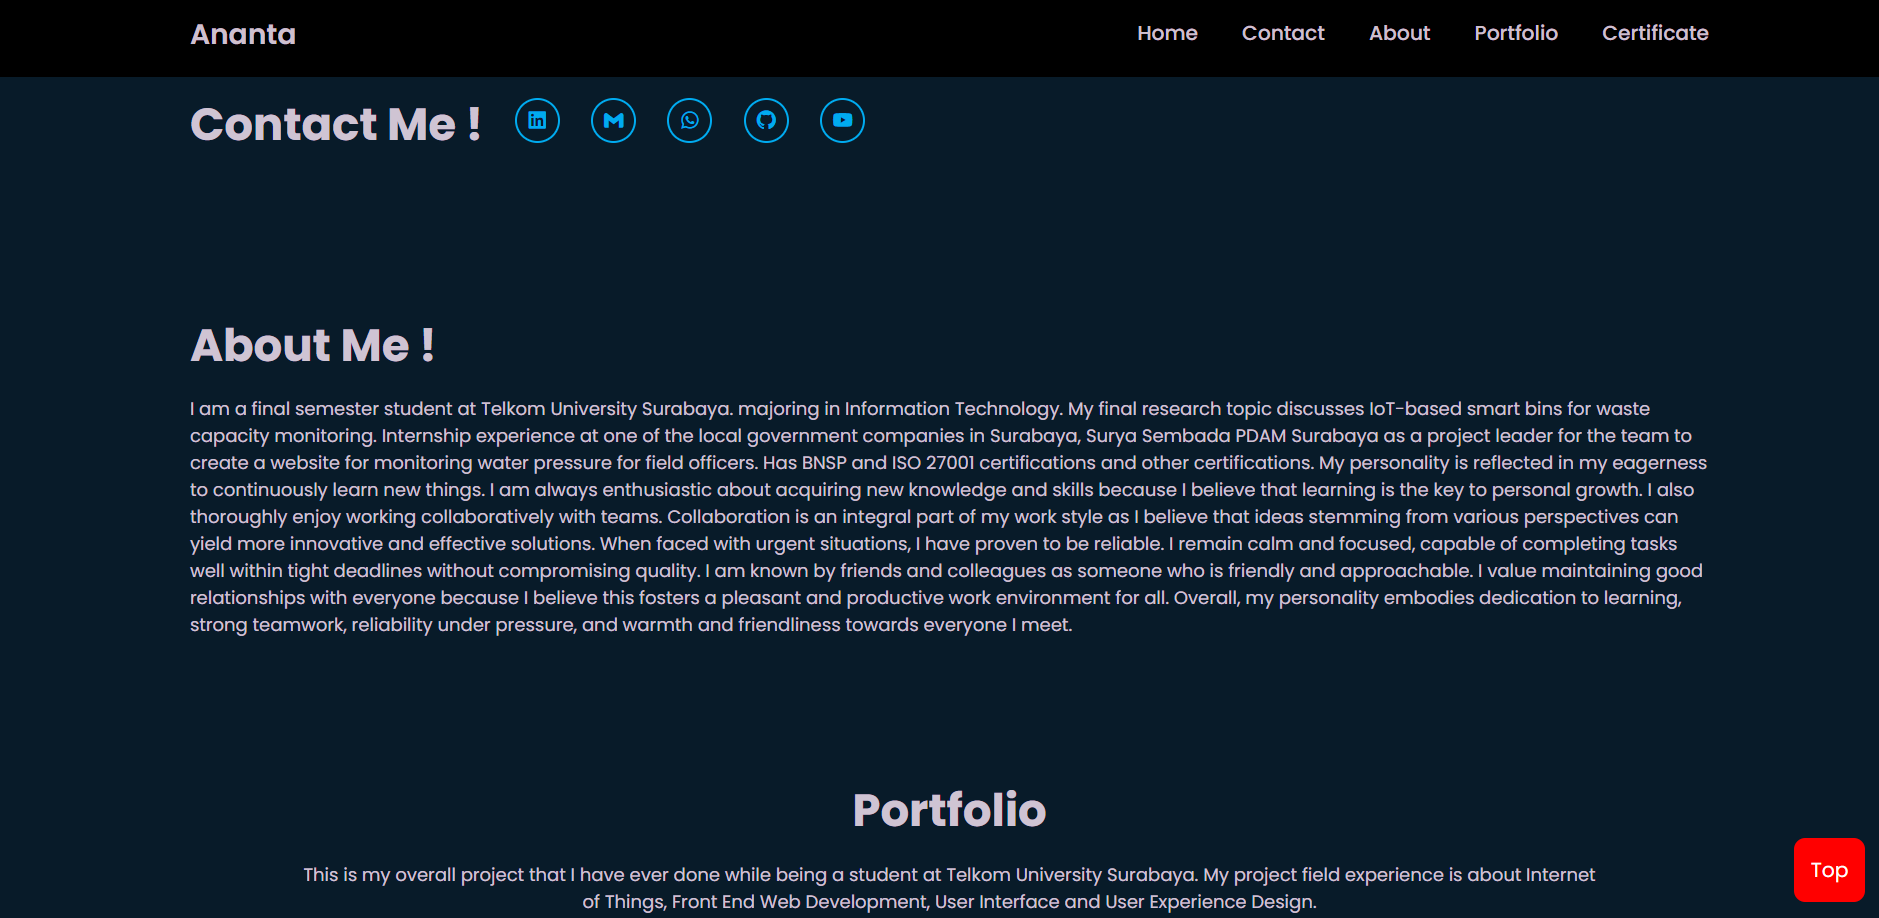 Ananta
Home Contact About Portfolio Certificate
Contact Me !
About Me !
I am a final semester student at Telkom University Surabaya. majoring in Information Technology. My final research topic discusses IoT-based smart bins for waste
capacity monitoring. Internship experience at one of the local government companies in Surabaya, Surya Sembada PDAM Surabaya as a project leader for the team to
create a website for monitoring water pressure for field officers. Has BNSP and ISO 27001 certifications and other certifications. My personality is reflected in my eagerness
to continuously learn new things. I am always enthusiastic about acquiring new knowledge and skills because I believe that learning is the key to personal growth. I also
thoroughly enjoy working collaboratively with teams. Collaboration is an integral part of my work style as I believe that ideas stemming from various perspectives can
yield more innovative and effective solutions. When faced with urgent situations, I have proven to be reliable. I remain calm and focused, capable of completing tasks
well within tight deadlines without compromising quality. I am known by friends and colleagues as someone who is friendly and approachable. I value maintaining good
relationships with everyone because I believe this fosters a pleasant and productive work environment for all. Overall, my personality embodies dedication to learning,
strong teamwork, reliability under pressure, and warmth and friendliness towards everyone I meet.
Portfolio
This is my overall project that I have ever done while being a student at Telkom University Surabaya. My project field experience is about Internet
of Things, Front End Web Development, User Interface and User Experience Design.
Top